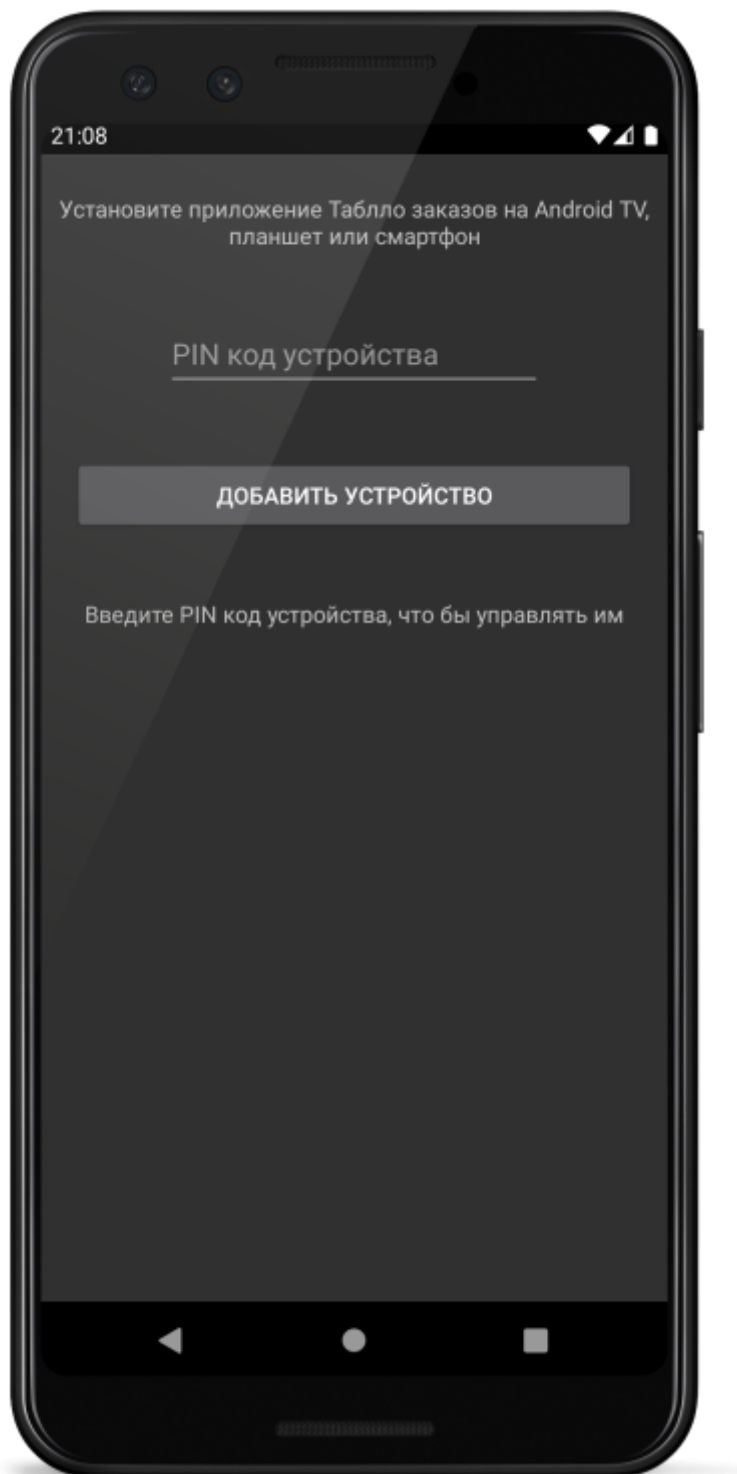 21:08
Установите приложение Таблло заказов на Android TV,
планшет или смартфон
PIN код устройства
ДОБАВИТЬ УСТРОЙСТВО
Введите PIN код устройства, что бы управлять им